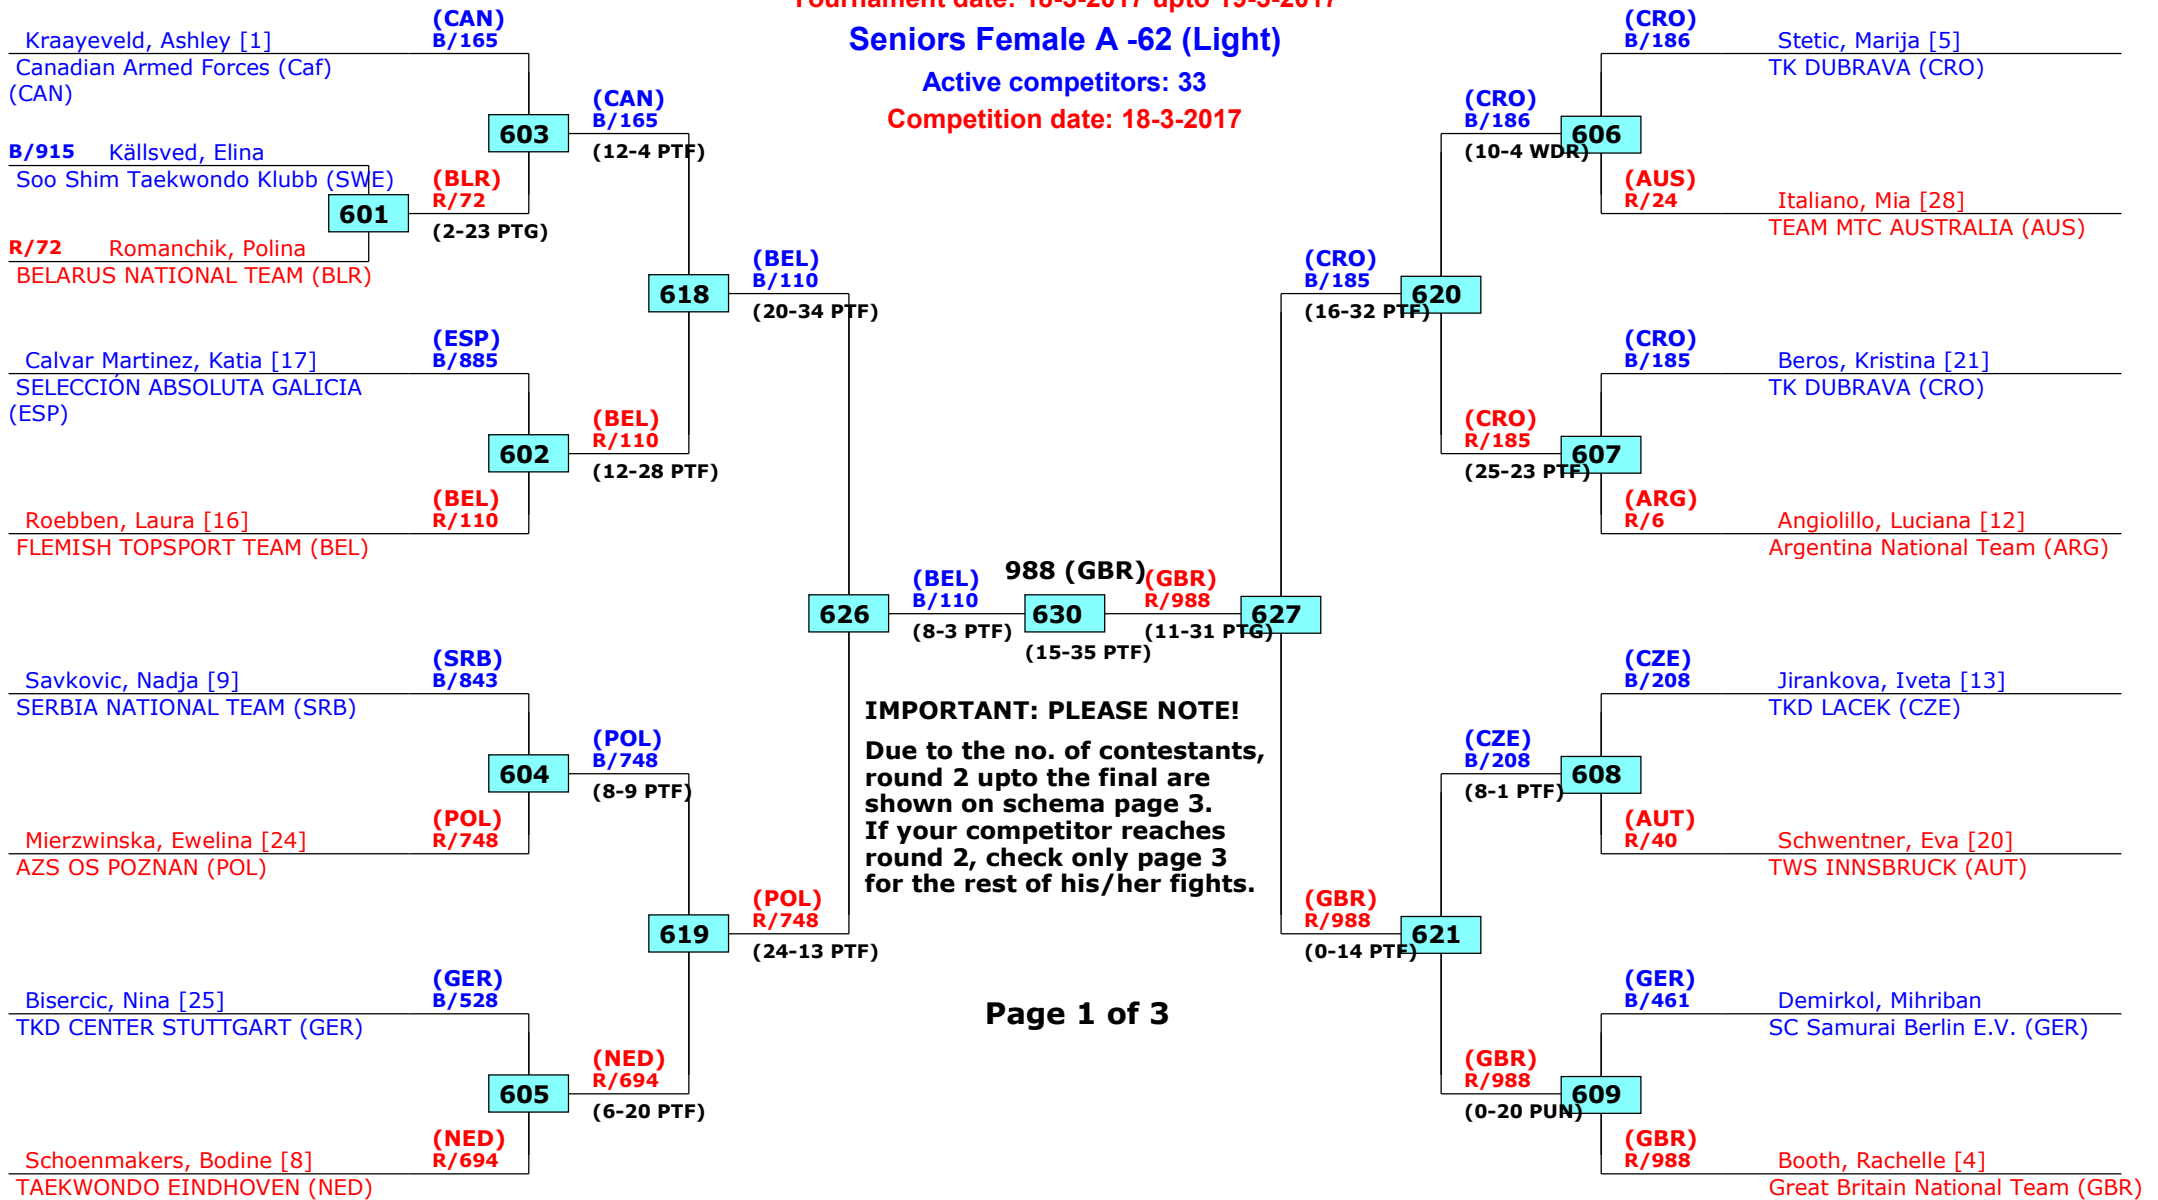 Tournament date: 18-3-2017 upto 19-3-2017
Seniors Female A -62 (Light)
Active competitors: 33
Competition date: 18-3-2017
Kraayeveld, Ashley [1]
(CAN)
B/165
Canadian Armed Forces (Caf)
(CAN)
B/915 Källsved, Elina
Soo Shim Taekwondo Klubb (SWE)
601
R/72 Romanchik, Polina
BELARUS NATIONAL TEAM (BLR)
(BLR)
R/72
(2-23 PTG)
603
(CAN)
B/165
(12-4 PTF)
Calvar Martinez, Katia [17]
(ESP)
B/885
SELECCIÓN ABSOLUTA GALICIA
(ESP)
602
Roebben, Laura [16]
(BEL)
R/110
FLEMISH TOPSPORT TEAM (BEL)
(BEL)
R/110
(12-28 PTF)
618
(BEL)
B/110
(20-34 PTF)
Savkovic, Nadja [9]
(SRB)
B/843
SERBIA NATIONAL TEAM (SRB)
604
Mierzwinska, Ewelina [24]
(POL)
R/748
AZS OS POZNAN (POL)
(POL)
B/748
(8-9 PTF)
Bisercic, Nina [25]
(GER)
B/528
TKD CENTER STUTTGART (GER)
605
Schoenmakers, Bodine [8]
(NED)
R/694
TAEKWONDO EINDHOVEN (NED)
(NED)
R/694
(6-20 PTF)
619
(POL)
R/748
(24-13 PTF)
626
(BEL)
B/110
(8-3 PTF)
988 (GBR)
630
(15-35 PTF)
(GBR)
R/988
(11-31 PTG)
627
IMPORTANT: PLEASE NOTE!
Due to the no. of contestants,
round 2 upto the final are
shown on schema page 3.
If your competitor reaches
round 2, check only page 3
for the rest of his/her fights.
Page 1 of 3
(CRO)
B/185
(16-32 PTF)
620
(CRO)
B/186
(10-4 WDR)
606
(CRO)
B/186
Stetic, Marija [5]
TK DUBRAVA (CRO)
(AUS)
R/24
Italiano, Mia [28]
TEAM MTC AUSTRALIA (AUS)
(CRO)
R/185
(25-23 PTF)
607
(CRO)
B/185
Beros, Kristina [21]
TK DUBRAVA (CRO)
(ARG)
R/6
Angiolillo, Luciana [12]
Argentina National Team (ARG)
(GBR)
R/988
(0-14 PTF)
621
(CZE)
B/208
(8-1 PTF)
608
(CZE)
B/208
Jirankova, Iveta [13]
TKD LACEK (CZE)
(AUT)
R/40
Schwentner, Eva [20]
TWS INNSBRUCK (AUT)
(GBR)
R/988
(0-20 PUN)
609
(GER)
B/461
Demirkol, Mihriban
SC Samurai Berlin E.V. (GER)
(GBR)
R/988
Booth, Rachelle [4]
Great Britain National Team (GBR)